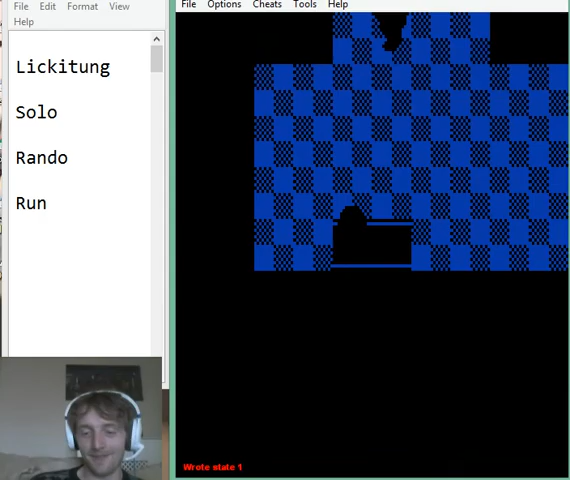 File Edit Format View
Help
Lickitung
Solo
Rando
Run
File Options Cheats Tools Help
Wrote state 1